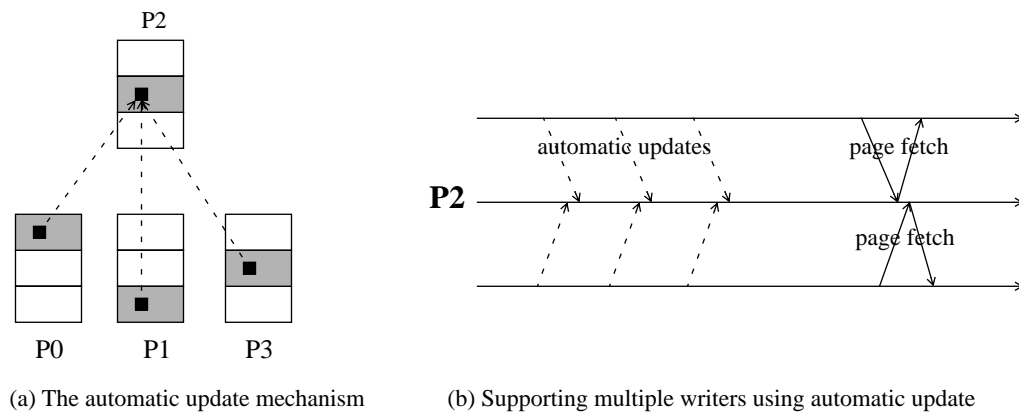 P2
automatic updates
page fetch
P2
page fetch
P0
P1
P3
(a) The automatic update mechanism
(b) Supporting multiple writers using automatic update